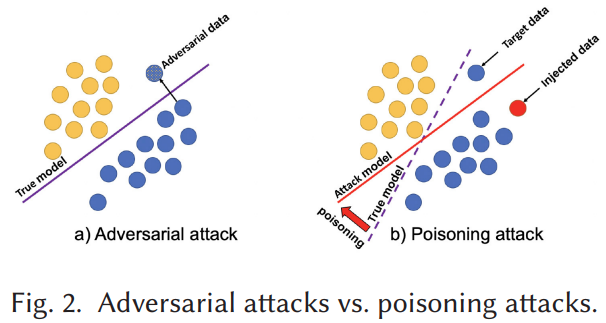 Adversarial data
True model
a) Adversarial attack
Target data
Injected data
Attack model
True model
poisoning
b) Poisoning attack
Fig. 2. Adversarial attacks vs. poisoning attacks.